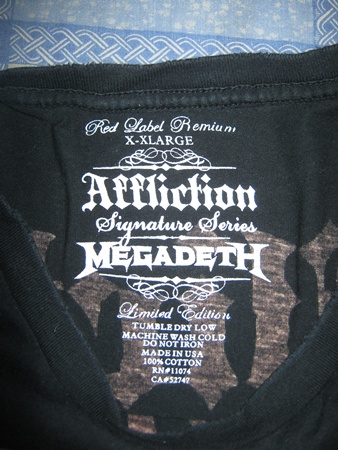 Red Label Premium
X-XLARGE
Affliction
Signature Series
MEGADETH
Limited Edition
TUMBLE DRY LOW
MACHINE WASH COLD
DO NOT IRON
MADE IN USA
100% COTTON
RN#11074
CA#52747